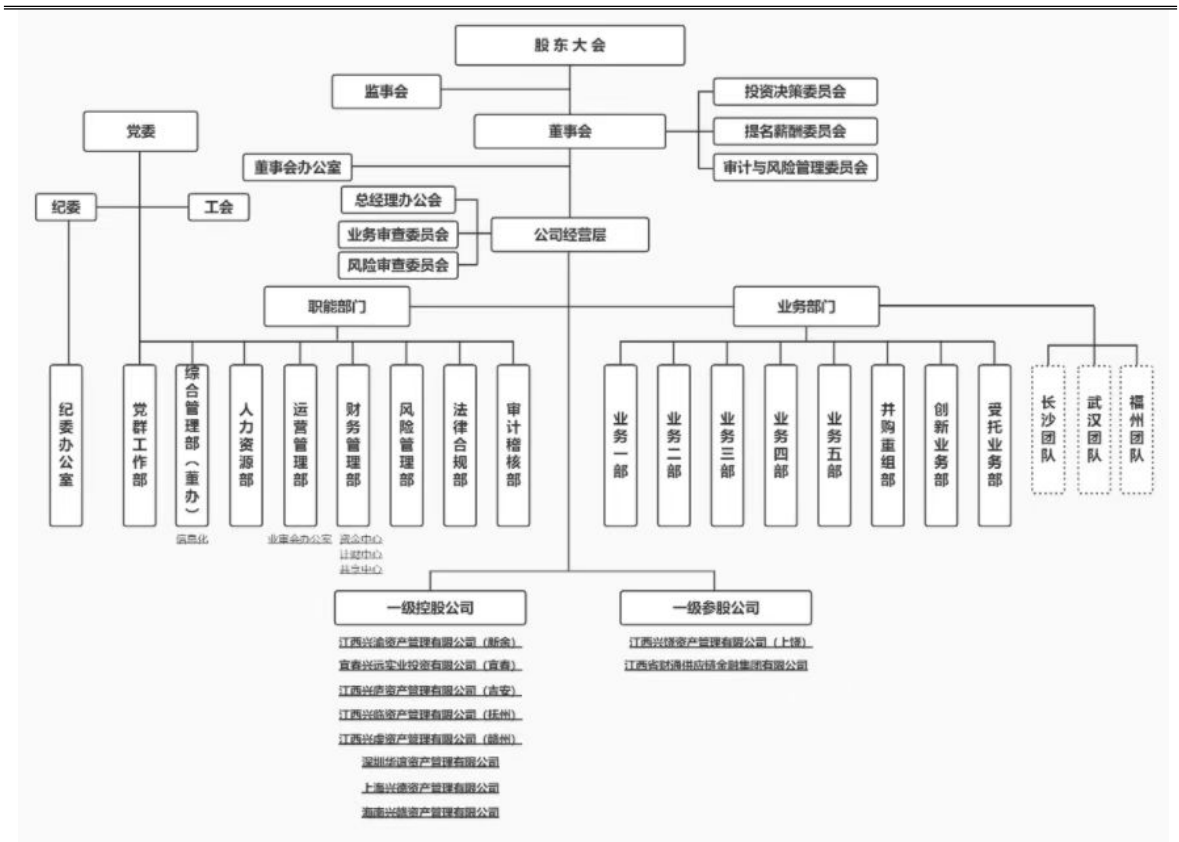 股东大会
监事会
投资决策委员会
党委
董事会
提名薪酬委员会
董事会办公室
审计与风险管理委员会
纪委
工会
总经理办公会
业务审查委员会
公司经营层
风险审查委员会
职能部门
业务部门
纪委办公室
党群工作部
综合管理部（董办）
人力资源部
运营管理部
财务管理部
风险管理部
法律合规部
审计稽核部
业务一部
业务二部
业务三部
业务四部
业务五部
并购重组部
创新业务部
受托业务部
长沙团队
武汉团队
福州团队
信息化
业审会办公室
资金中心
共享中心
一级控股公司
一级参股公司
江西兴渝资产管理有限公司（新余）
江西兴饶资产管理有限公司（上饶）
宜春兴远实业投资有限公司（宜春）
江西省财通供应链金融集团有限公司
江西兴庐资产管理有限公司（吉安）
江西兴临资产管理有限公司（抚州）
江西兴虔资产管理有限公司（赣州）
深圳华谊资产管理有限公司
上海兴德资产管理有限公司
海南兴赣资产管理有限公司